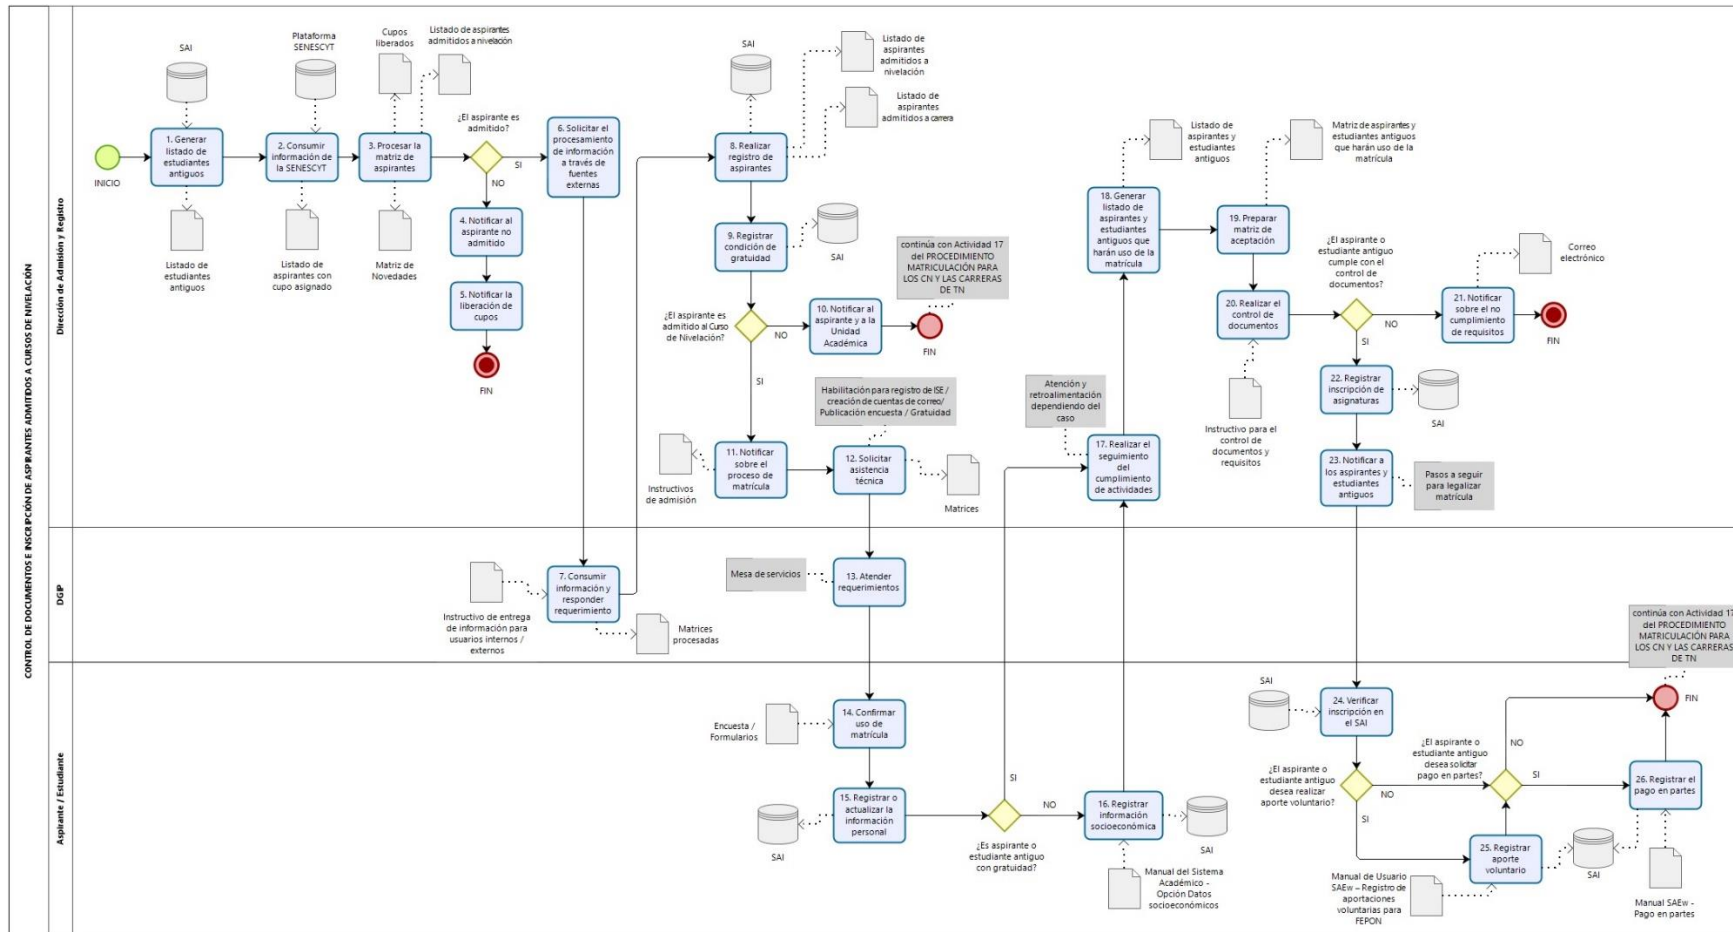 CONTROL DE DOCUMENTOS E INSCRIPCIÓN DE ASPIRANTES ADMITIDOS A CURSOS DE NIVELACIÓN
Dirección de Admisión y Registro
INICIO
SAI
1. Generar
listado de
estudiantes
antiguos
Listado de
estudiantes
antiguos
Plataforma
SENESCYT
2. Consumir
información de
la SENESCYT
Listado de
aspirantes con
cupo asignado
Cupos
liberados
Listado de aspirantes
admitidos a nivelación
3. Procesar la
matriz de
aspirantes
Matriz de
Novedades
¿El aspirante es
admitido?
SI
NO
4. Notificar al
aspirante no
admitido
5. Notificar la
liberación de
cupos
FIN
6. Solicitar el
procesamiento
de información
a través de
fuentes
externas
SAI
Listado de
aspirantes
admitidos a
nivelación
Listado de
aspirantes
admitidos a carrera
8. Realizar
registro de
aspirantes
9. Registrar
condición de
gratuidad
SAI
¿El aspirante es
admitido al Curso
de Nivelación?
NO
SI
10. Notificar al
aspirante y a la
Unidad
Académica
continúa con Actividad 17
del PROCEDIMIENTO
MATRICULACIÓN PARA
LOS CN Y LAS CARRERAS
DE TN
FIN
Instructivos
de admisión
11. Notificar
sobre el
proceso de
matrícula
Habilitación para registro de ISE /
creación de cuentas de correo/
Publicación encuesta / Gratuidad
12. Solicitar
asistencia
técnica
Matrices
Atención y
retroalimentación
dependiendo del
caso
17. Realizar el
seguimiento
del
cumplimiento
de actividades
18. Generar
listado de
aspirantes y
estudiantes
antiguos que
harán uso de la
matrícula
Listado de
aspirantes y
estudiantes
antiguos
19. Preparar
matriz de
aceptación
Matriz de aspirantes y
estudiantes antiguos
que harán uso de la
matrícula
20. Realizar el
control de
documentos
Instructivo para el
control de
documentos y
requisitos
¿El aspirante o
estudiante antiguo
cumple con el
control de
documentos?
NO
SI
21. Notificar
sobre el no
cumplimiento
de requisitos
Correo
electrónico
FIN
22. Registrar
inscripción de
asignaturas
SAI
23. Notificar a
los aspirantes y
estudiantes
antiguos
Pasos a seguir
para legalizar
matrícula
DGIP
7. Consumir
información y
responder
requerimiento
Instructivo de entrega
de información para
usuarios internos /
externos
Matrices
procesadas
Mesa de servicios
13. Atender
requerimientos
Aspirante / Estudiante
Encuesta /
Formularios
14. Confirmar
uso de
matrícula
15. Registrar o
actualizar la
información
personal
SAI
SI
NO
¿Es aspirante o
estudiante antiguo
con gratuidad?
16. Registrar
información
socioeconómica
SAI
Manual del Sistema
Académico -
Opción Datos
socioeconómicos
SAI
24. Verificar
inscripción en
el SAI
¿El aspirante o
estudiante antiguo
desea realizar
aporte voluntario?
NO
SI
¿El aspirante o
estudiante antiguo
desea solicitar
pago en partes?
NO
SI
25. Registrar
aporte
voluntario
Manual de Usuario
SAEw – Registro de
aportaciones
voluntarias para
FEPON
SAI
26. Registrar el
pago en partes
Manual SAEw -
Pago en partes
continúa con Actividad 17
del PROCEDIMIENTO
MATRICULACIÓN PARA
LOS CN Y LAS CARRERAS
DE TN
FIN